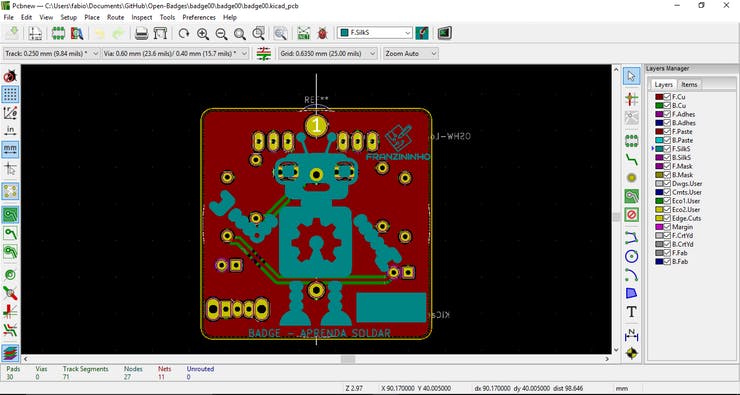 Pcbnew — C:\Users\fabio\Documents\GitHub\Open-Badges\badge00\badge00\badge00.kicad_pcb
File Edit View Setup Place Route Inspect Tools Preferences Help
F.SilkS
Track: 0.250 mm (9.84 mils) * Via: 0.60 mm (23.6 mils)/ 0.40 mm (15.7 mils) * Grid: 0.6350 mm (25.00 mils) Zoom Auto
Layers Manager
Layers Items
F.Cu
B.Cu
F.Adhes
B.Adhes
F.Paste
B.Paste
F.SilkS
B.SilkS
F.Mask
B.Mask
Dwgs.User
Cmts.User
Eco1.User
Eco2.User
Edge.Cuts
Margin
F.CrtYd
B.CrtYd
F.Fab
B.Fab
in
mm
REF**
1
FRANZININHO
BADGE - APRENDA SOLDAR
T
N
Pads Vias Track Segments Nodes Nets Unrouted
30 0 71 27 11 0
Z 2.97 X 90.170000 Y 40.005000 dx 90.170000 dy 40.005000 dist 98.646 mm